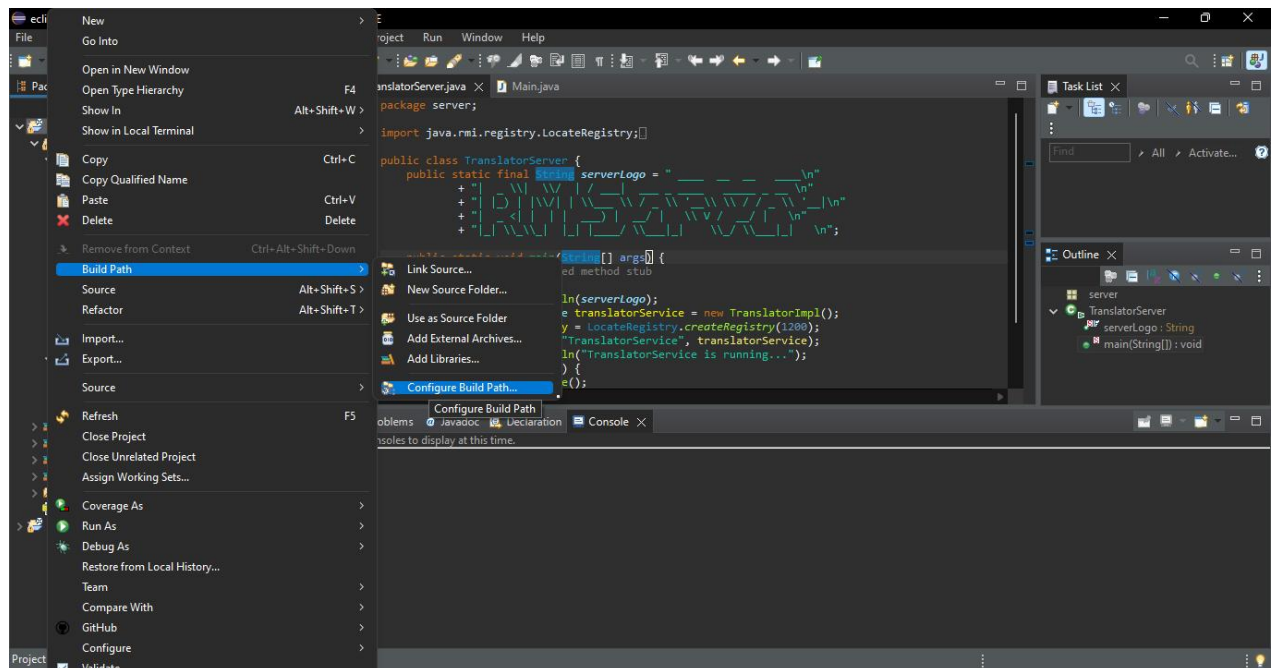 ecli
E
File
oject Run Window Help
Pac
New
Go Into
Open in New Window
Open Type Hierarchy F4
Show In Alt+Shift+W >
Show in Local Terminal
Copy Ctrl+C
Copy Qualified Name
Paste Ctrl+V
Delete Delete
Remove from Context Ctrl+Alt+Shift+Down
Build Path
Source Alt+Shift+S >
Refactor Alt+Shift+T >
Import...
Export...
Source
Refresh F5
Close Project
Close Unrelated Project
Assign Working Sets...
Coverage As
Run As
Debug As
Restore from Local History...
Team
Compare With
GitHub
Configure
Validate
Link Source...
New Source Folder...
Use as Source Folder
Add External Archives...
Add Libraries...
Configure Build Path...
Configure Build Path
anslatorServer.java Main.java
package server;
import java.rmi.registry.LocateRegistry;
public class TranslatorServer {
public static final String serverLogo = " ____ __ __ ____\n"
public static void main(String[] args) {
ed method stub
ln(serverLogo);
e translatorService = new TranslatorImpl();
y = LocateRegistry.createRegistry(1200);
"TranslatorService", translatorService);
ln("TranslatorService is running...");
) {
e();
oblems Javadoc Declaration Console
nsoles to display at this time.
Task List
Find All Activate...
Outline
server
TranslatorServer
serverLogo : String
main(String[]) : void
Project